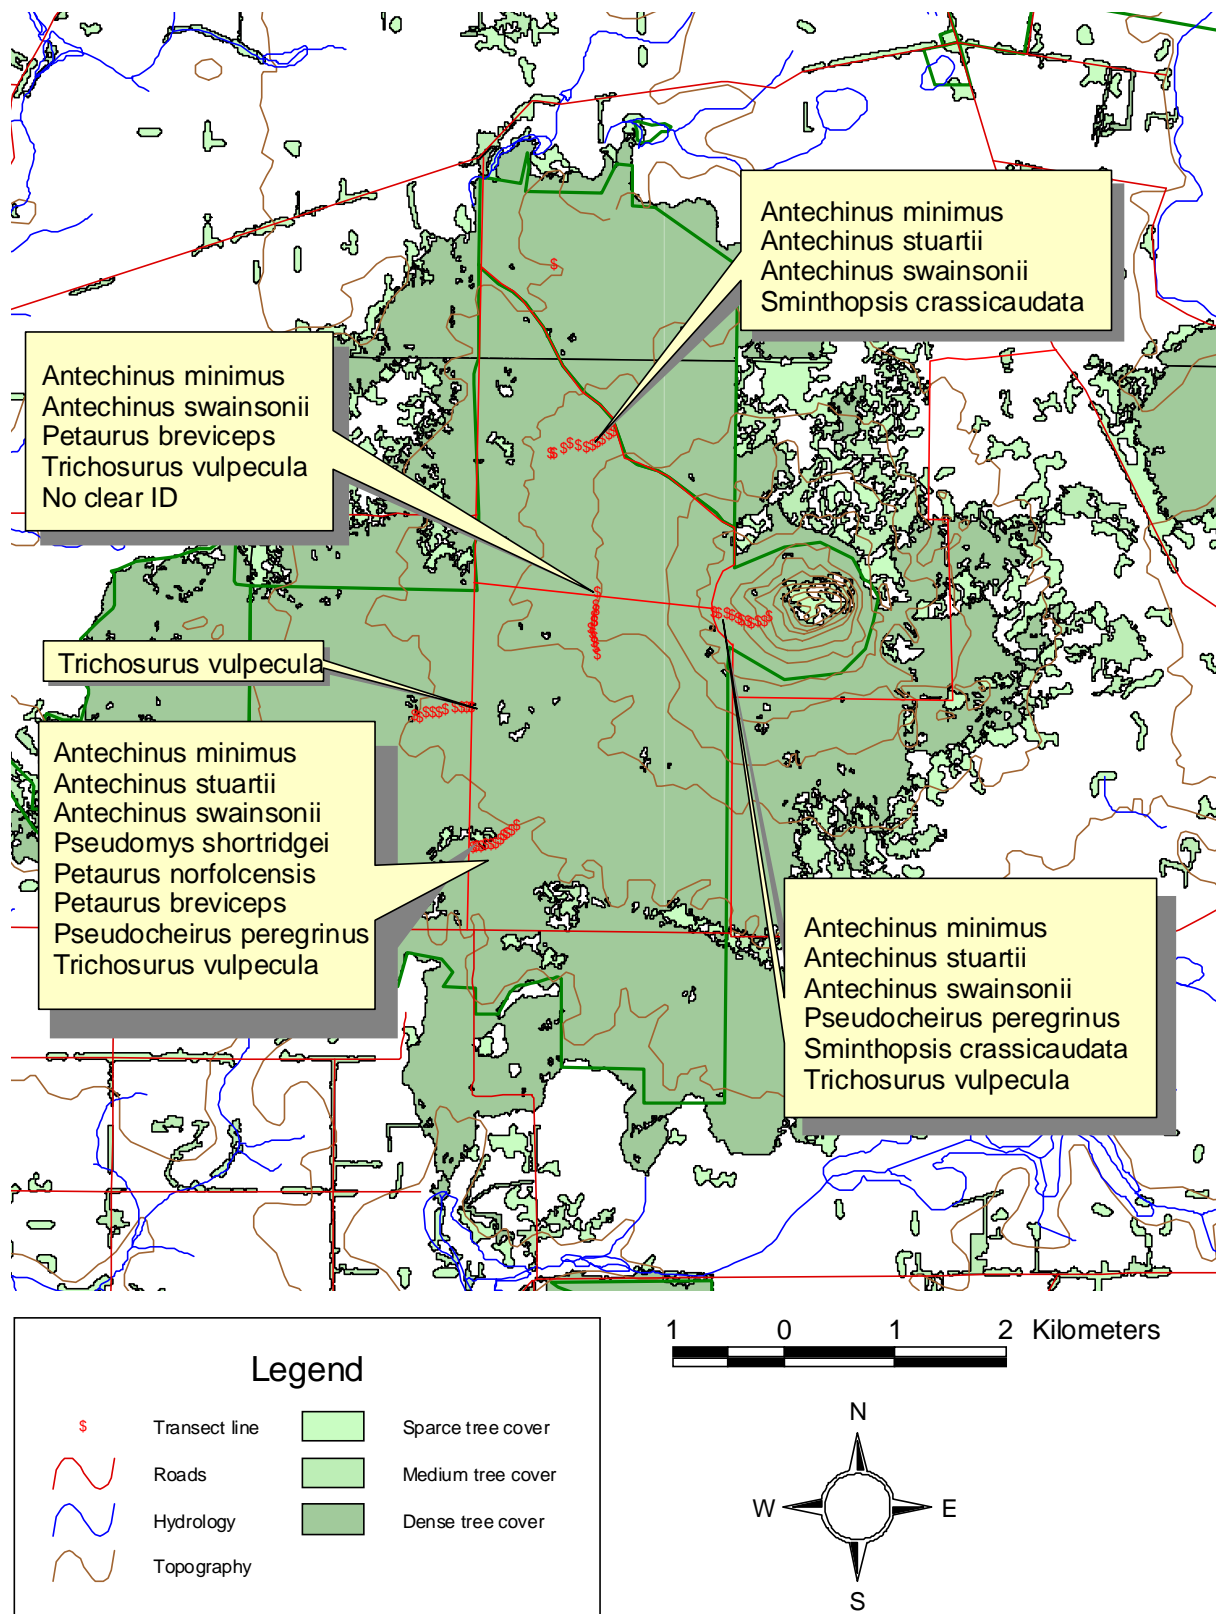 Antechinus minimus
Antechinus stuartii
Antechinus swainsonii
Sminthopsis crassicaudata
Antechinus minimus
Antechinus swainsonii
Petaurus breviceps
Trichosurus vulpecula
No clear ID
Trichosurus vulpecula
Antechinus minimus
Antechinus stuartii
Antechinus swainsonii
Pseudomys shortridgei
Petaurus norfolcensis
Petaurus breviceps
Pseudocheirus peregrinus
Trichosurus vulpecula
Antechinus minimus
Antechinus stuartii
Antechinus swainsonii
Pseudocheirus peregrinus
Sminthopsis crassicaudata
Trichosurus vulpecula
1 0 1 2 Kilometers
Legend
$ Transect line
Roads
Hydrology
Topography
Sparce tree cover
Medium tree cover
Dense tree cover
N
W E
S